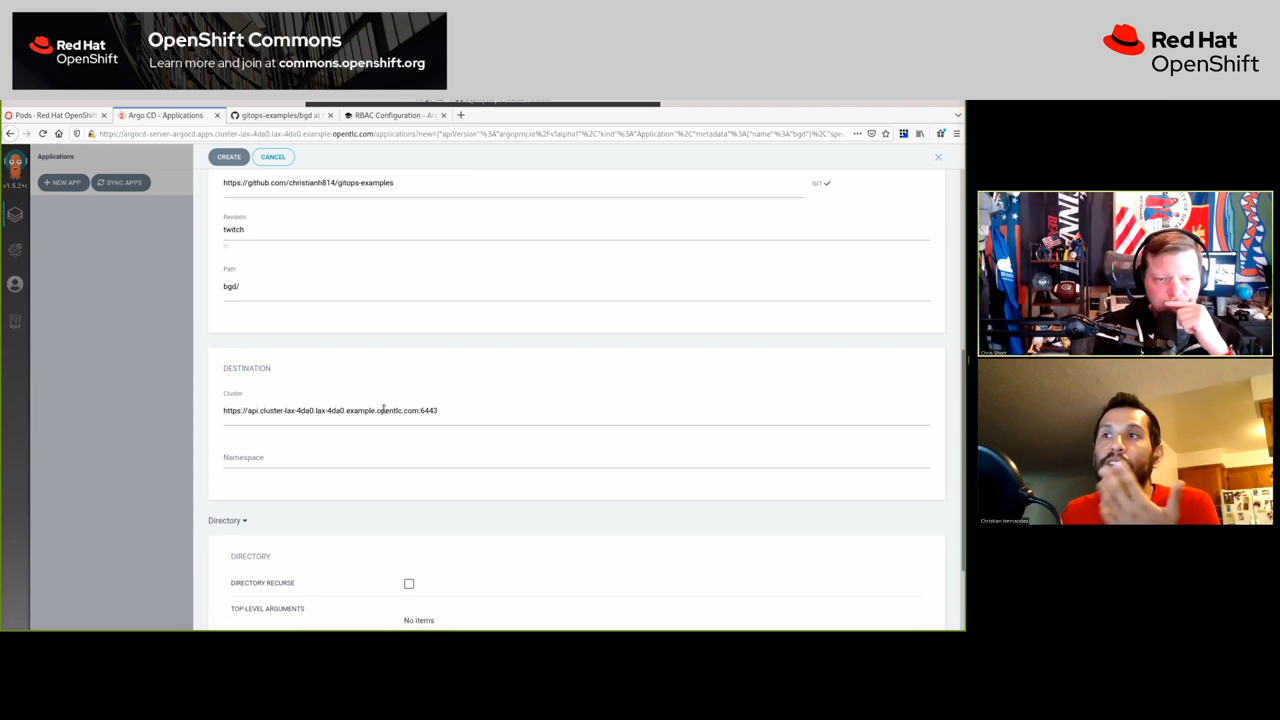 Red Hat
OpenShift
OpenShift Commons
Learn more and join at commons.openshift.org
Red Hat
OpenShift
Pods · Red Hat OpenShift
Argo CD - Applications
gitops-examples/bgd at
RBAC Configuration - Ar
https://argocd-server-argocd.apps.cluster-lax-4da0.lax-4da0.example.opentlc.com/applications?new={"apiVersion"%3A"argoproj.io%2Fv1alpha1"%2C"kind"%3A"Application"%2C"metadata"%3A{"name"%3A"bgd"}%2C"spec
Applications
CREATE
CANCEL
NEW APP
SYNC APPS
https://github.com/christianh814/gitops-examples
GIT
Revision
twitch
Path
bgd/
DESTINATION
Cluster
https://api.cluster-lax-4da0.lax-4da0.example.opentlc.com:6443
Namespace
Directory
DIRECTORY
DIRECTORY RECURSE
TOP-LEVEL ARGUMENTS
No items
Chris Short
Christian Hernandez